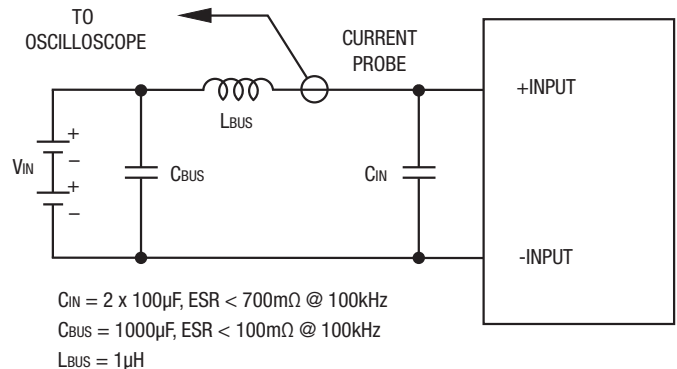 TO
OSCILLOSCOPE
CURRENT
PROBE
+INPUT
LBUS
+
VIN
−
+
−
CBUS
CIN
-INPUT
CIN = 2 x 100µF, ESR < 700mΩ @ 100kHz
CBUS = 1000µF, ESR < 100mΩ @ 100kHz
LBUS = 1µH